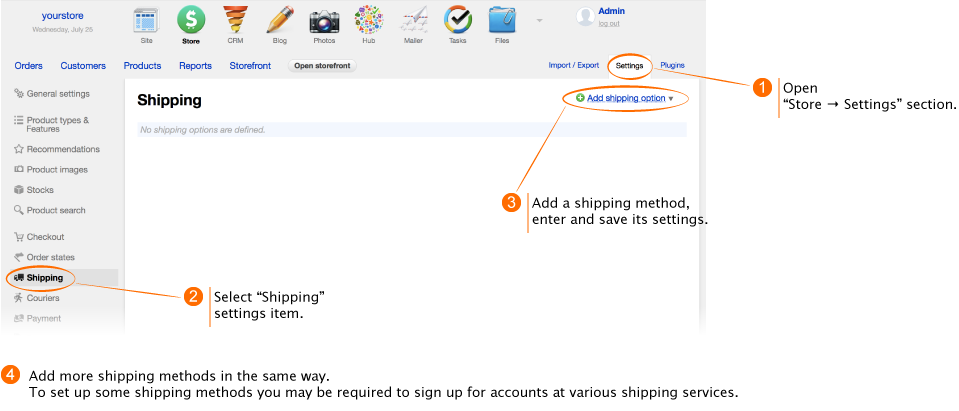 yourstore
Wednesday, July 25
Site
Store
CRM
Blog
Photos
Hub
Mailer
Tasks
Files
Admin
log out
Orders
Customers
Products
Reports
Storefront
Open storefront
Import / Export
Settings
Plugins
General settings
Product types &
Features
Recommendations
Product images
Stocks
Product search
Checkout
Order states
Shipping
Couriers
Payment
Shipping
Add shipping option
No shipping options are defined.
1
Open
“Store → Settings” section.
3
Add a shipping method,
enter and save its settings.
2
Select “Shipping”
settings item.
4
Add more shipping methods in the same way.
To set up some shipping methods you may be required to sign up for accounts at various shipping services.